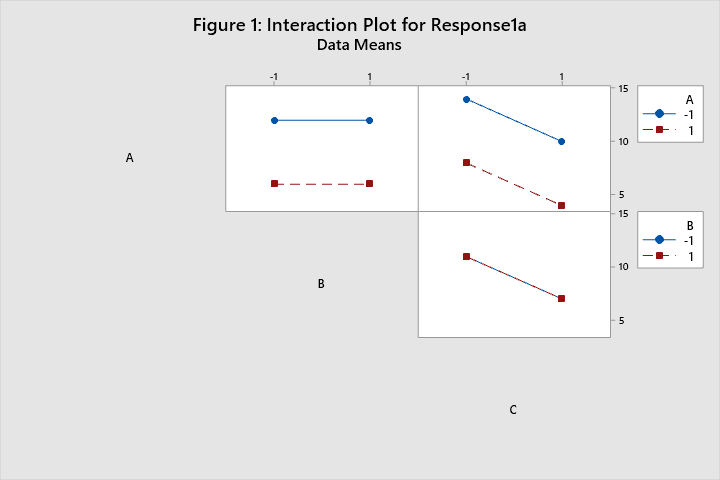 Figure 1: Interaction Plot for Response1a
Data Means
-1 1 -1 1
15
10
5
A
-1
1
A
15
10
5
B
-1
1
B
C